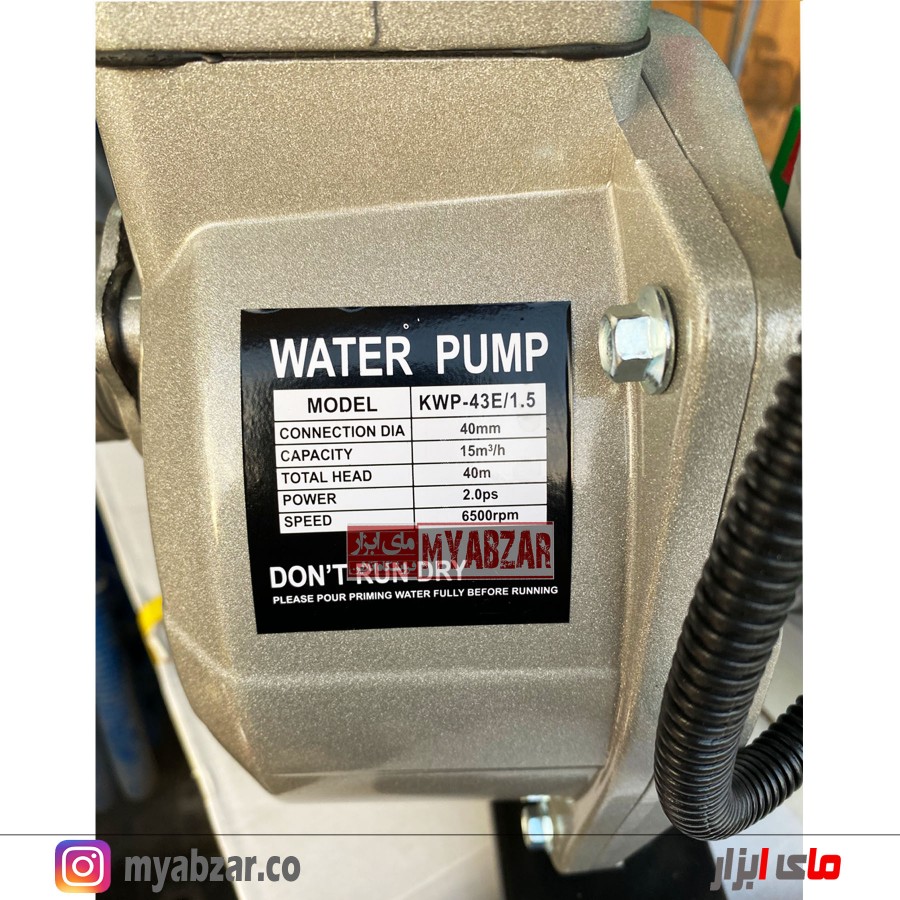 WATER PUMP
MODEL KWP-43E/1.5
CONNECTION DIA 40mm
CAPACITY 15m³/h
TOTAL HEAD 40m
POWER 2.0ps
SPEED 6500rpm
مای ابزار MYABZAR
DON'T RUN DRY
PLEASE POUR PRIMING WATER FULLY BEFORE RUNNING
myabzar.co مای ابزار